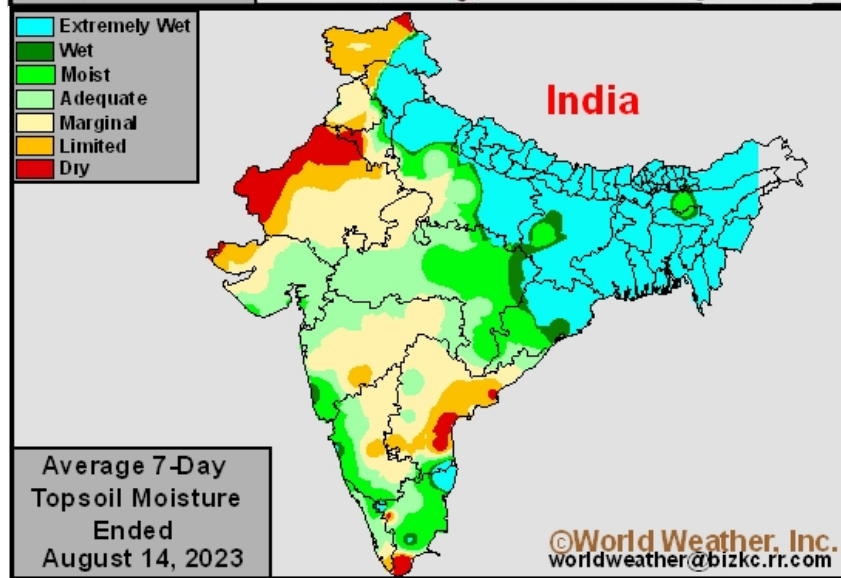 Extremely Wet
Wet
Moist
Adequate
Marginal
Limited
Dry
India
Average 7-Day
Topsoil Moisture
Ended
August 14, 2023
©World Weather, Inc.
worldweather@bizkc.rr.com